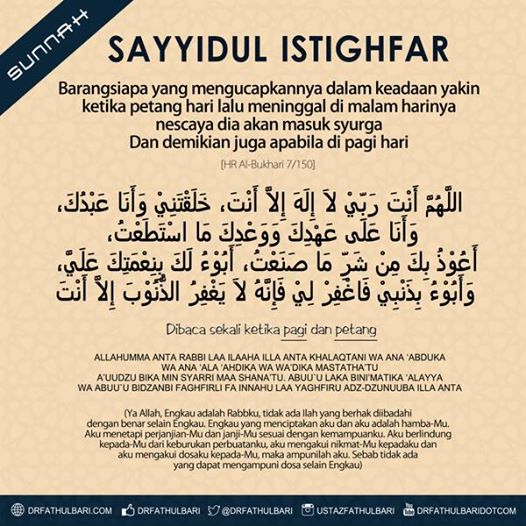 SUNNAH
SAYYIDUL ISTIGHFAR
Barangsiapa yang mengucapkannya dalam keadaan yakin
ketika petang hari lalu meninggal di malam harinya
nescaya dia akan masuk syurga
Dan demikian juga apabila di pagi hari
[HR Al-Bukhari 7/150]
اللَّهُمَّ أَنْتَ رَبِّيْ لاَ إِلَهَ إِلاَّ أَنْتَ، خَلَقْتَنِيْ وَأَنَا عَبْدُكَ،
وَأَنَا عَلَى عَهْدِكَ وَوَعْدِكَ مَا اسْتَطَعْتُ،
أَعُوْذُ بِكَ مِنْ شَرِّ مَا صَنَعْتُ، أَبُوْءُ لَكَ بِنِعْمَتِكَ عَلَيَّ،
وَأَبُوْءُ بِذَنْبِيْ فَاغْفِرْ لِيْ فَإِنَّهُ لاَ يَغْفِرُ الذُّنُوْبَ إِلاَّ أَنْتَ
Dibaca sekali ketika pagi dan petang
ALLAHUMMA ANTA RABBI LAA ILAAHA ILLA ANTA KHALAQTANI WA ANA 'ABDUKA
WA ANA 'ALA 'AHDIKA WA WA'DIKA MASTATHA'TU
A'UUDZU BIKA MIN SYARRI MAA SHANA'TU. ABUU`U LAKA BINI'MATIKA 'ALAYYA
WA ABUU`U BIDZANBI FAGHFIRLI FA INNAHU LAA YAGHFIRU ADZ-DZUNUUBA ILLA ANTA
(Ya Allah, Engkau adalah Rabbku, tidak ada Ilah yang berhak diibadahi
dengan benar selain Engkau. Engkau yang menciptakan aku dan aku adalah hamba-Mu.
Aku menetapi perjanjian-Mu dan janji-Mu sesuai dengan kemampuanku. Aku berlindung
kepada-Mu dari keburukan perbuatanku, aku mengakui nikmat-Mu kepadaku dan
aku mengakui dosaku kepada-Mu, maka ampunilah aku. Sebab tidak ada
yang dapat mengampuni dosa selain Engkau)
DRFATHULBARI.COM DRFATHULBARI @DRFATHULBARI USTAZFATHULBARI DRFATHULBARIDOTCOM